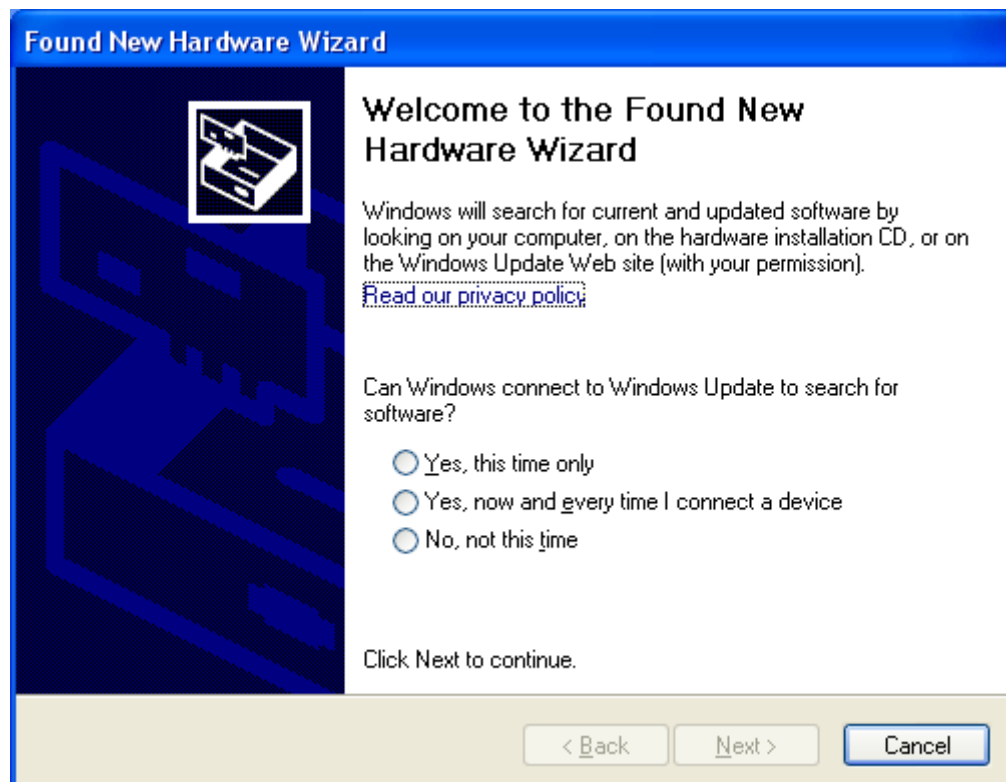 Found New Hardware Wizard
Welcome to the Found New
Hardware Wizard
Windows will search for current and updated software by
looking on your computer, on the hardware installation CD, or on
the Windows Update Web site (with your permission).
Read our privacy policy
Can Windows connect to Windows Update to search for
software?
Yes, this time only
Yes, now and every time I connect a device
No, not this time
Click Next to continue.
< Back Next > Cancel